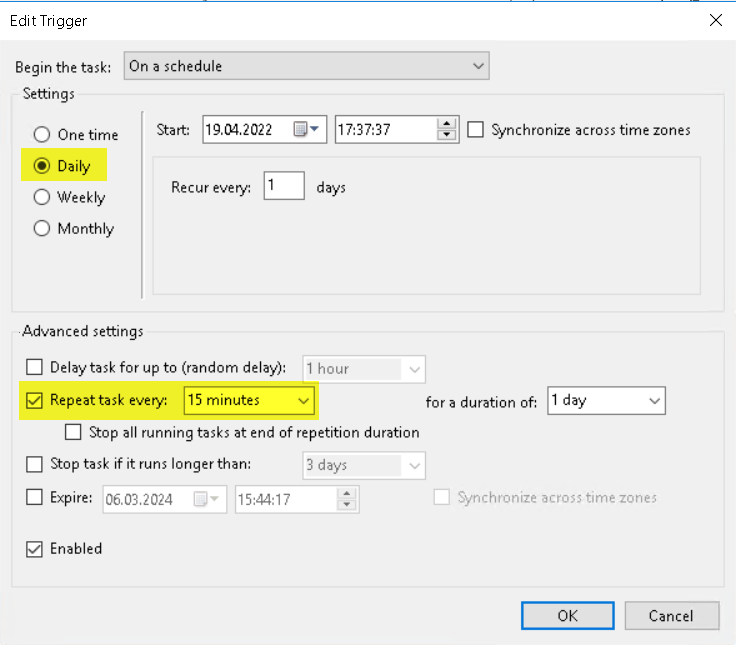 Edit Trigger
Begin the task: On a schedule
Settings
One time
Start: 19.04.2022 17:37:37 Synchronize across time zones
Daily
Recur every: 1 days
Weekly
Monthly
Advanced settings
Delay task for up to (random delay): 1 hour
Repeat task every: 15 minutes for a duration of: 1 day
Stop all running tasks at end of repetition duration
Stop task if it runs longer than: 3 days
Expire: 06.03.2024 15:44:17 Synchronize across time zones
Enabled
OK Cancel